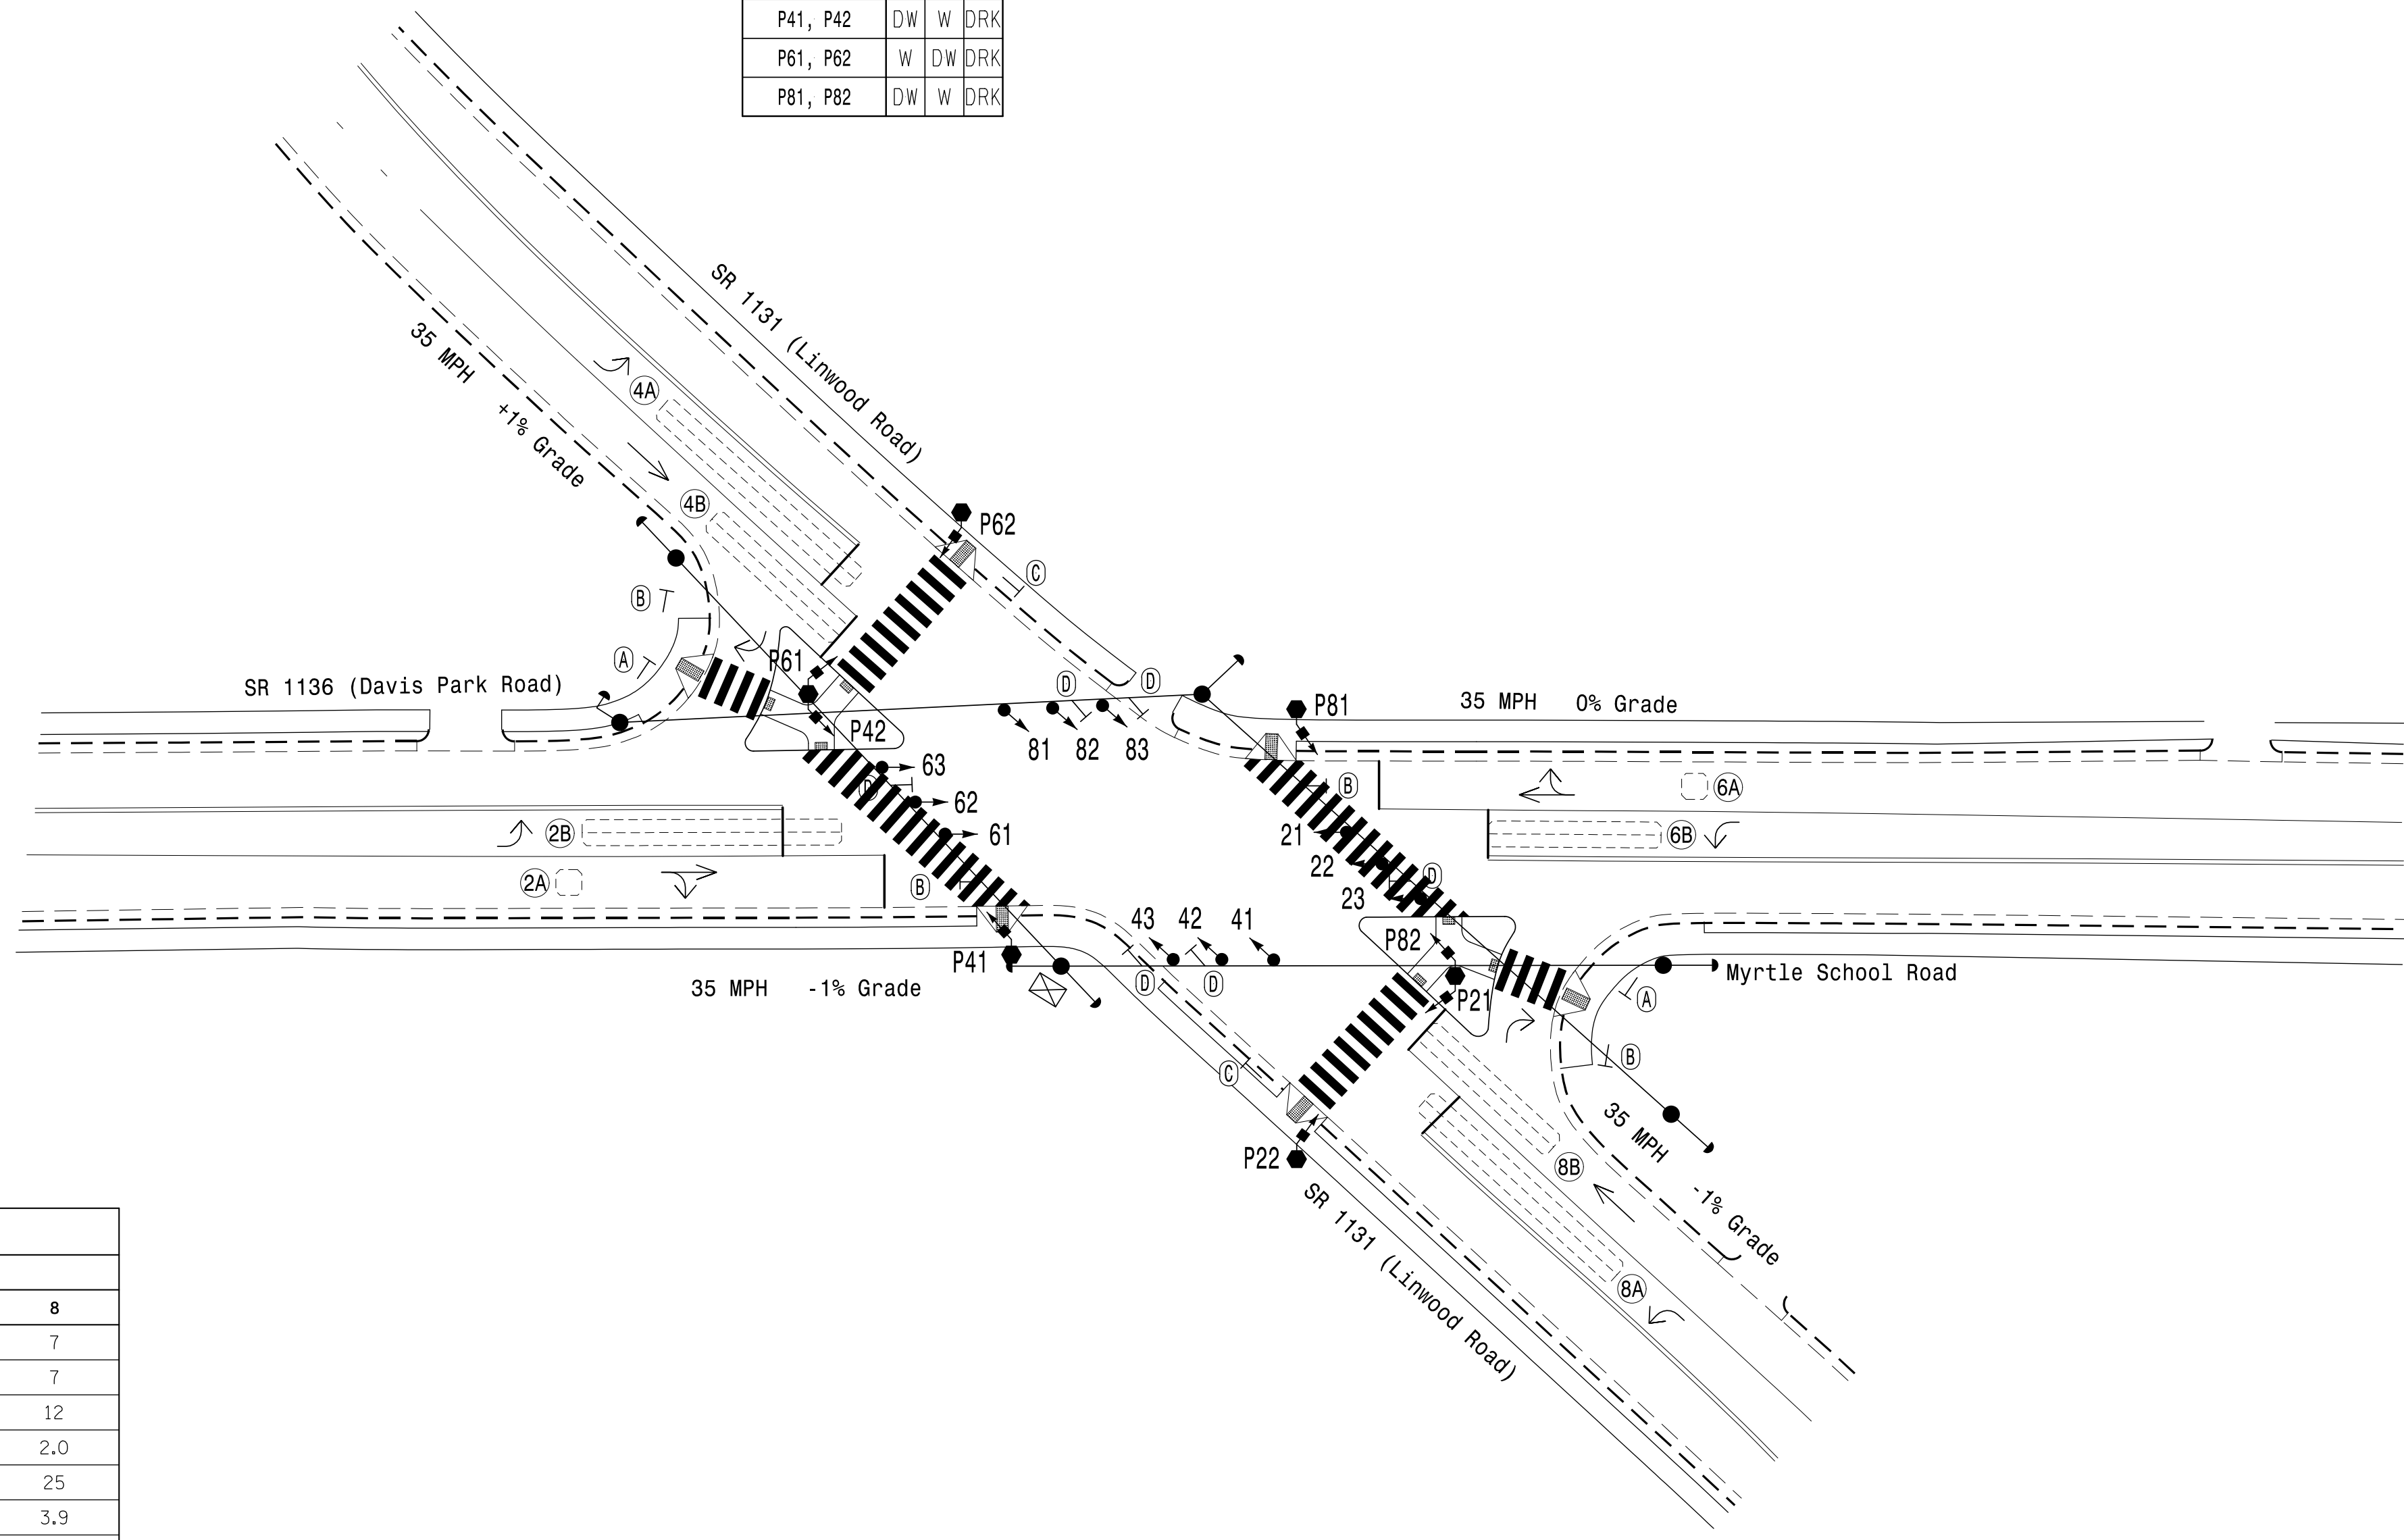 P41, P42 DW W DRK
P61, P62 W DW DRK
P81, P82 DW W DRK
SR 1131 (Linwood Road)
35 MPH +1% Grade
4A
4B
P62
C
B
A
P61
P42
SR 1136 (Davis Park Road)
D
D
81
82
83
P81
35 MPH 0% Grade
63
D
62
61
2B
2A
B
B
6A
6B
21
22
D
23
43
42
41
P82
P41
D
D
P21
35 MPH -1% Grade
Myrtle School Road
A
B
C
P22
8B
8A
35 MPH -1% Grade
SR 1131 (Linwood Road)
8
7
7
12
2.0
25
3.9